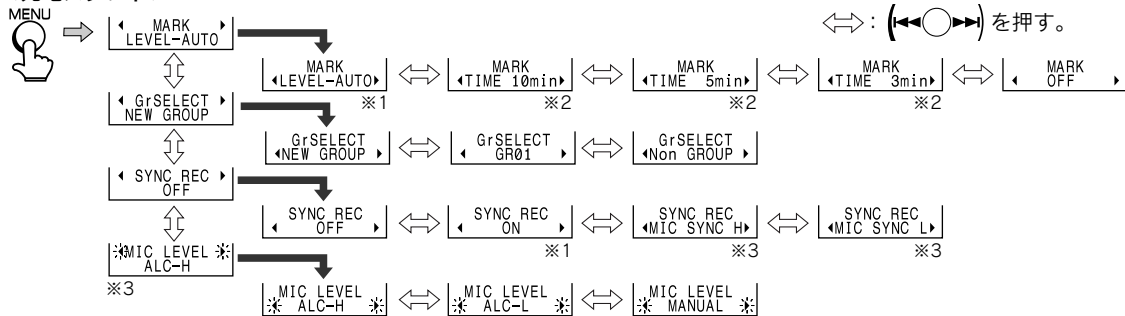 MENU
MARK
LEVEL-AUTO
⇔ : (⏮◯⏭) を押す。
MARK
LEVEL-AUTO
※1
MARK
TIME 10min
※2
MARK
TIME 5min
※2
MARK
TIME 3min
※2
MARK
OFF
GrSELECT
NEW GROUP
GrSELECT
NEW GROUP
GrSELECT
GR01
GrSELECT
Non GROUP
SYNC REC
OFF
SYNC REC
OFF
SYNC REC
ON
※1
SYNC REC
MIC SYNC H
※3
SYNC REC
MIC SYNC L
※3
MIC LEVEL
ALC-H
※3
MIC LEVEL
ALC-H
MIC LEVEL
ALC-L
MIC LEVEL
MANUAL